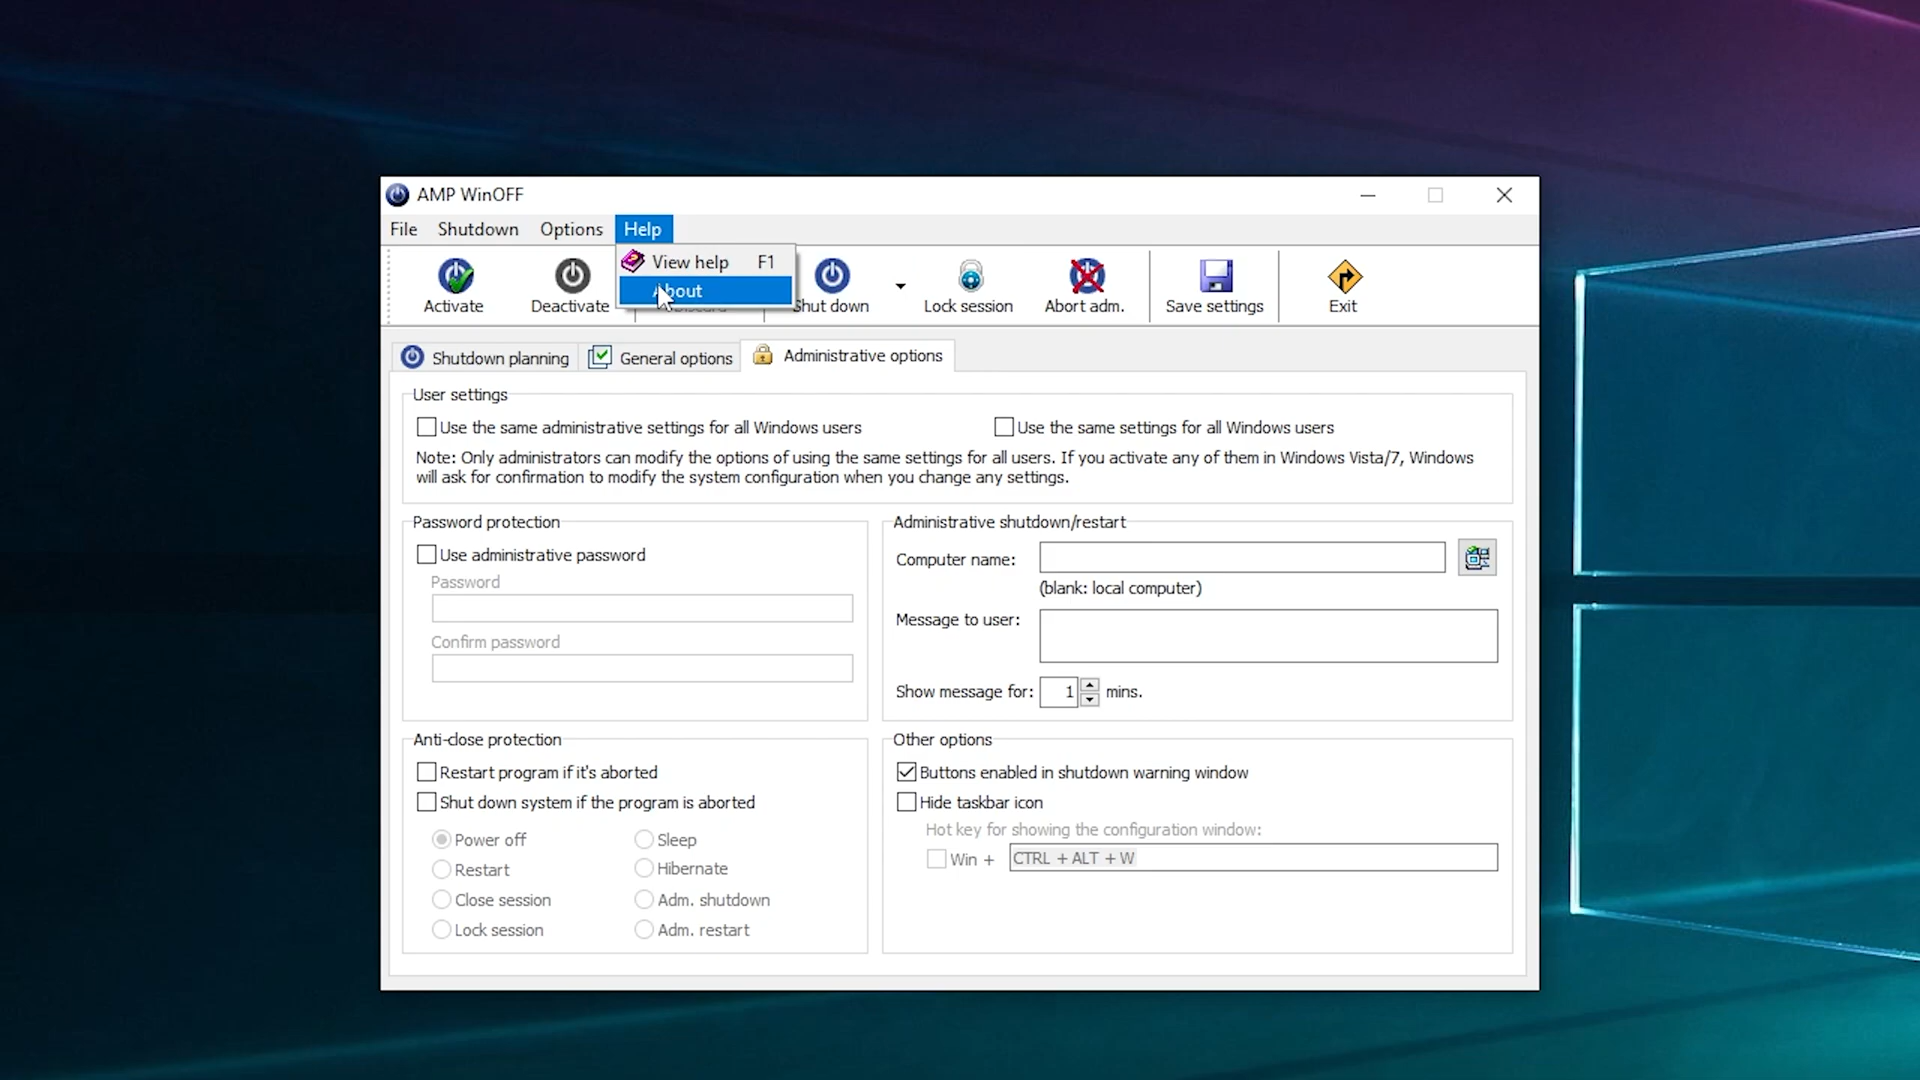 AMP WinOFF
File Shutdown Options Help
View help F1
About
Activate Deactivate Discard Shut down Lock session Abort adm. Save settings Exit
Shutdown planning General options Administrative options
User settings
Use the same administrative settings for all Windows users Use the same settings for all Windows users
Note: Only administrators can modify the options of using the same settings for all users. If you activate any of them in Windows Vista/7, Windows
will ask for confirmation to modify the system configuration when you change any settings.
Password protection
Use administrative password
Password
Confirm password
Administrative shutdown/restart
Computer name:
(blank: local computer)
Message to user:
Show message for: 1 mins.
Anti-close protection
Restart program if it's aborted
Shut down system if the program is aborted
Power off Sleep
Restart Hibernate
Close session Adm. shutdown
Lock session Adm. restart
Other options
Buttons enabled in shutdown warning window
Hide taskbar icon
Hot key for showing the configuration window:
Win + CTRL + ALT + W